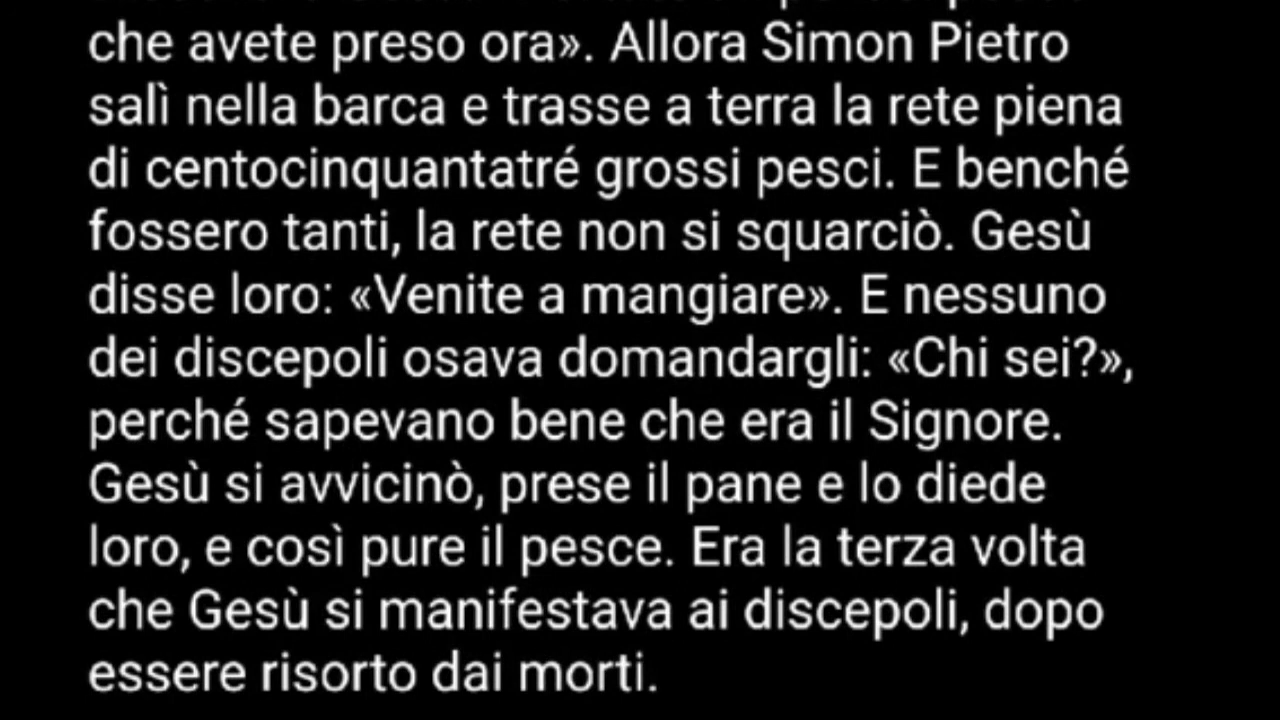 che avete preso ora». Allora Simon Pietro
salì nella barca e trasse a terra la rete piena
di centocinquantatré grossi pesci. E benché
fossero tanti, la rete non si squarciò. Gesù
disse loro: «Venite a mangiare». E nessuno
dei discepoli osava domandargli: «Chi sei?»,
perché sapevano bene che era il Signore.
Gesù si avvicinò, prese il pane e lo diede
loro, e così pure il pesce. Era la terza volta
che Gesù si manifestava ai discepoli, dopo
essere risorto dai morti.